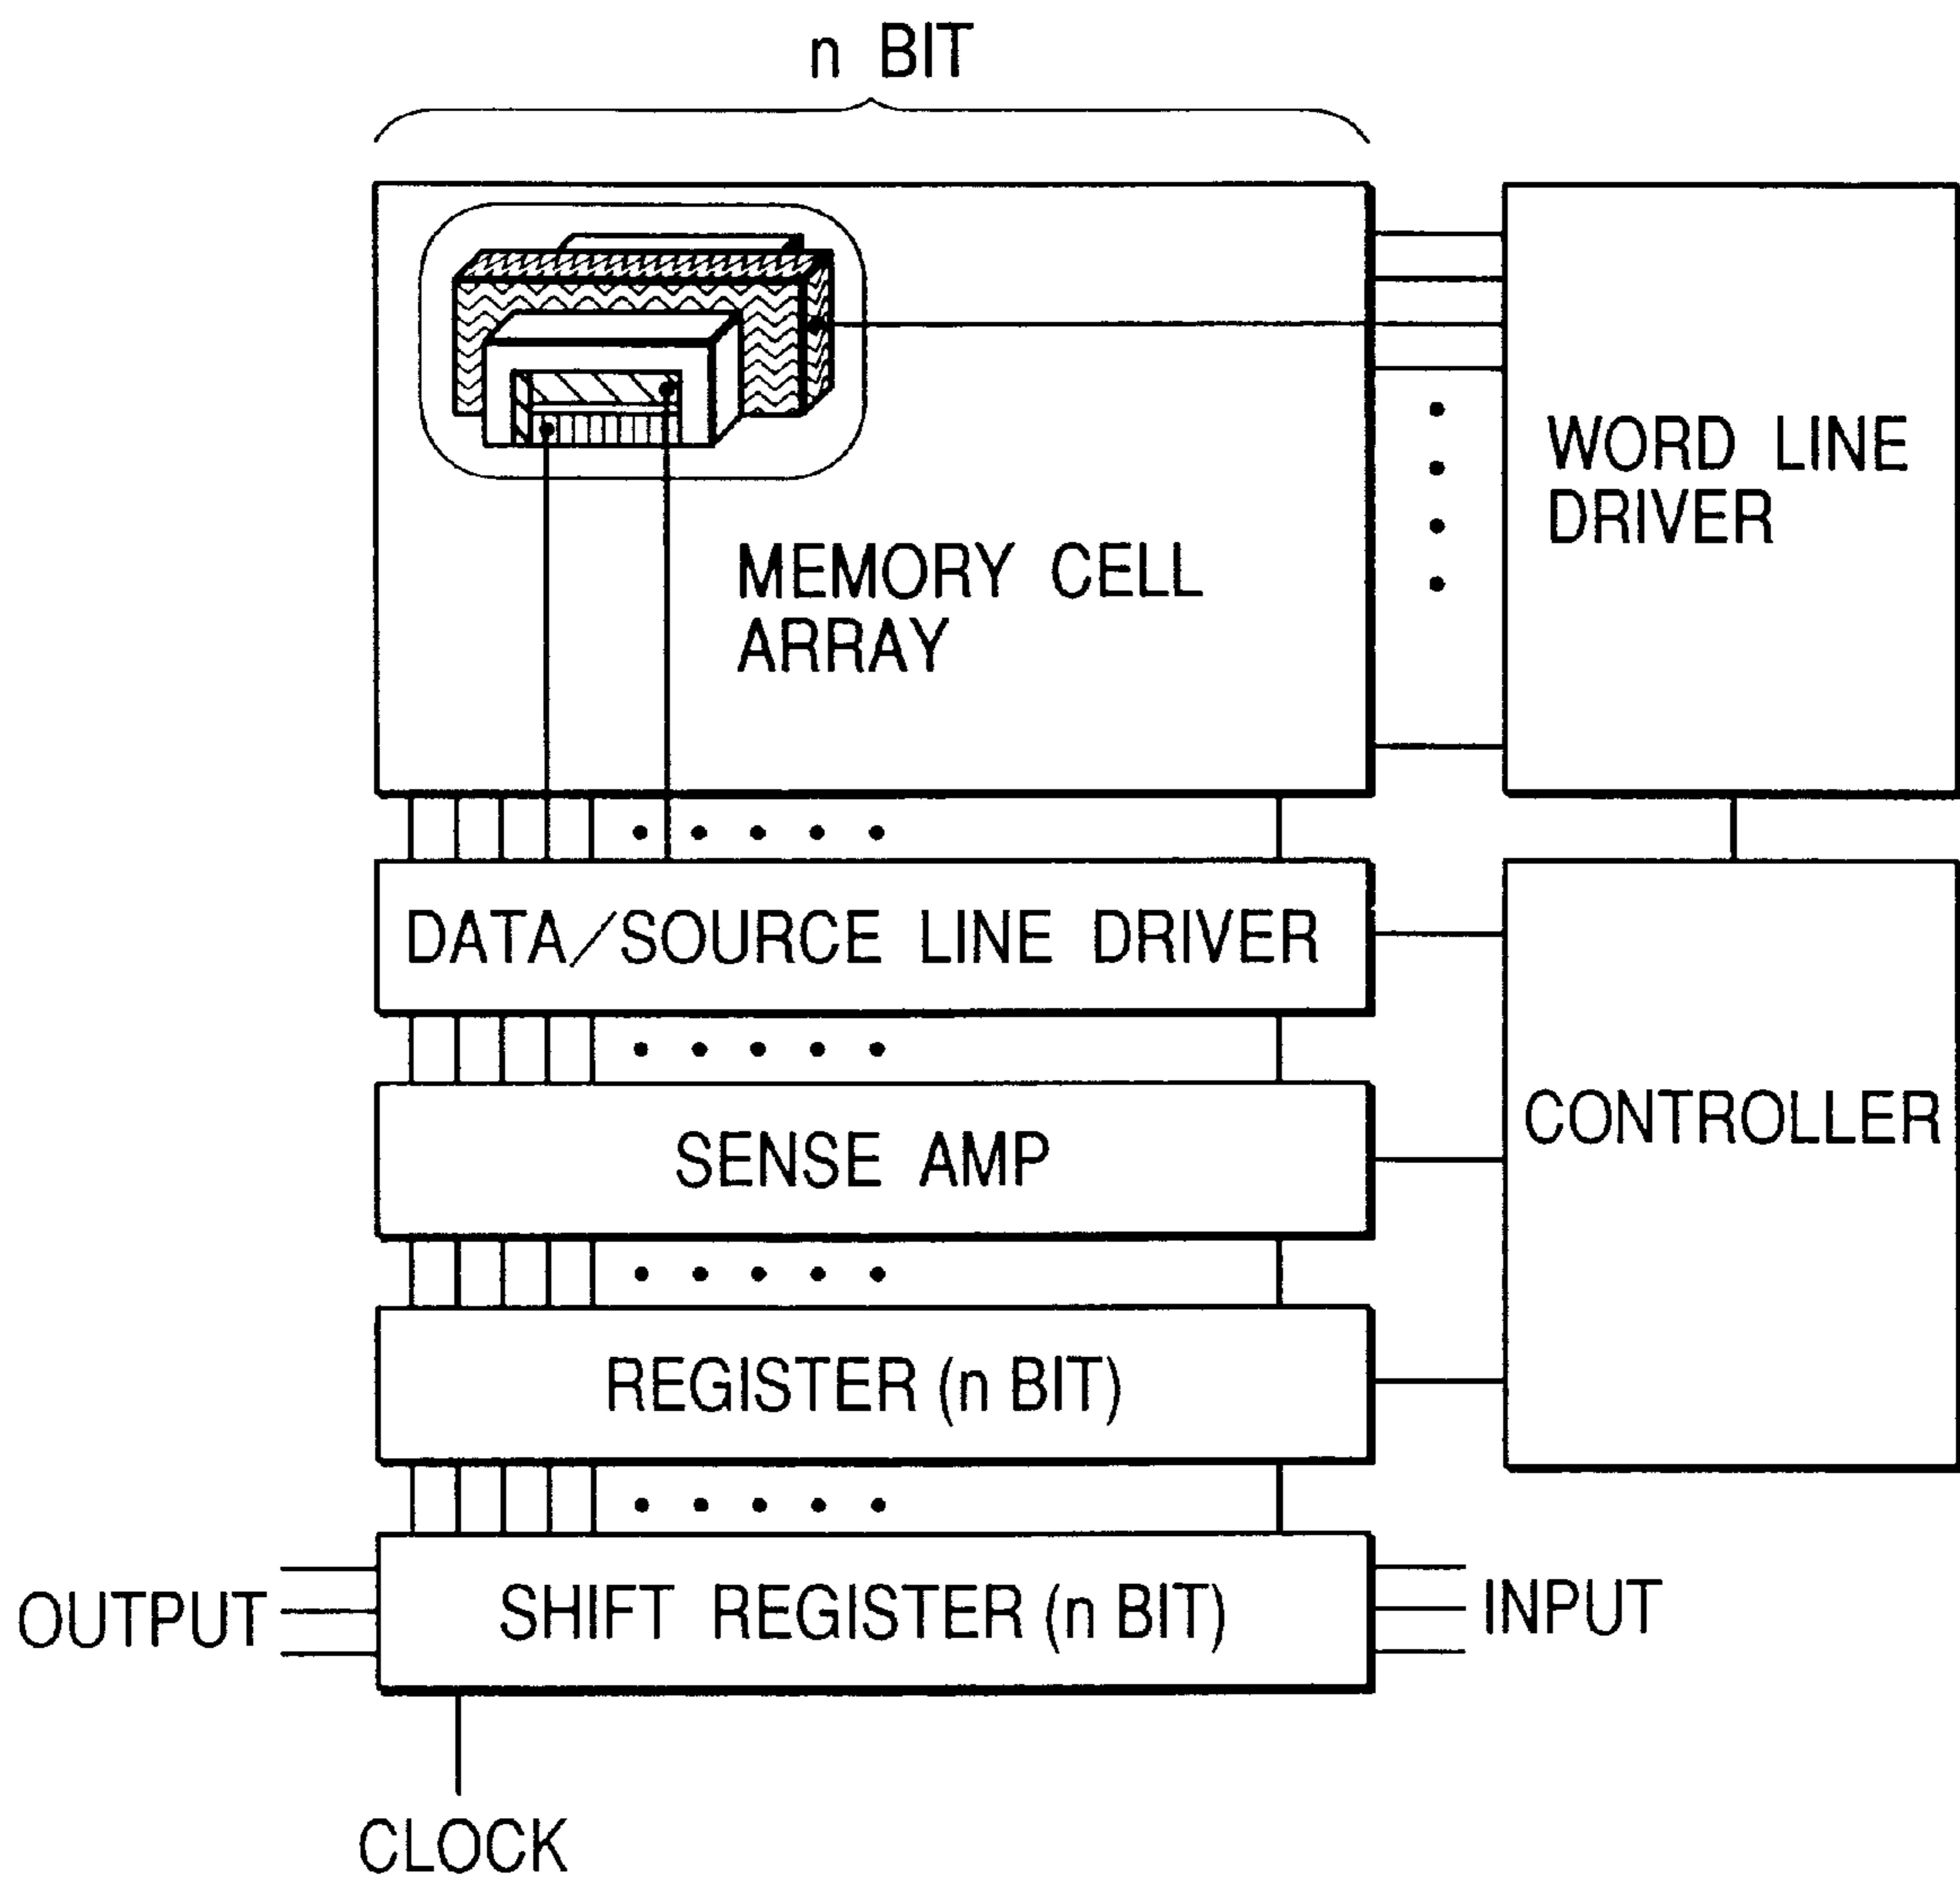 n BIT
WORD LINE
DRIVER
MEMORY CELL
ARRAY
DATA/SOURCE LINE DRIVER
CONTROLLER
SENSE AMP
REGISTER (n BIT)
OUTPUT
SHIFT REGISTER (n BIT)
INPUT
CLOCK